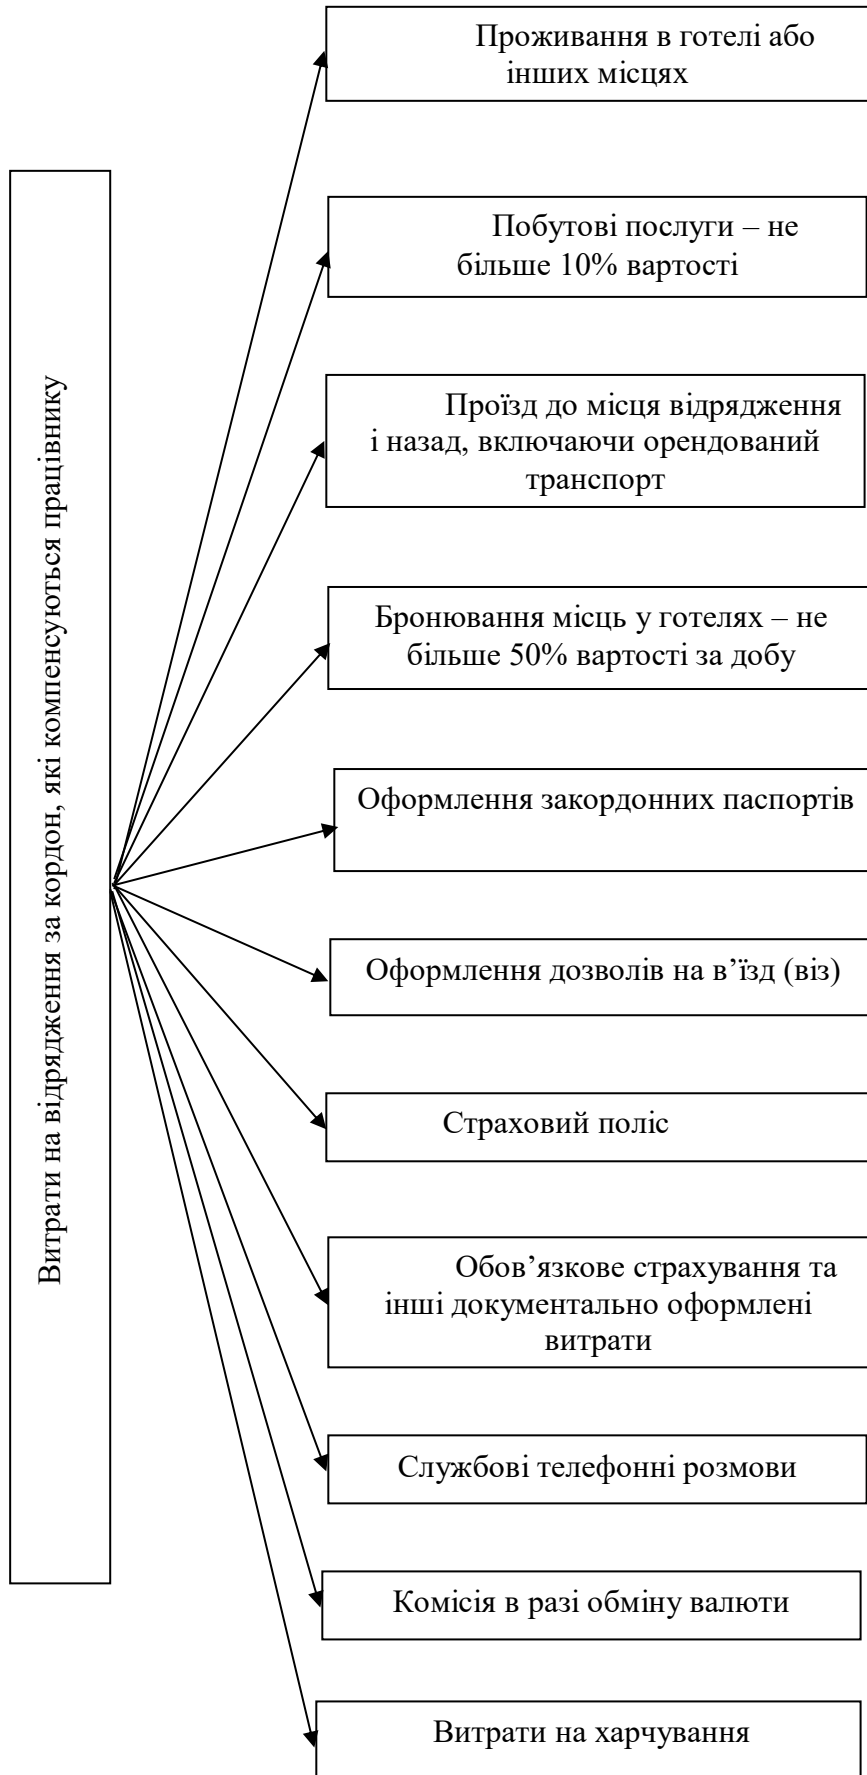 Витрати на відрядження за кордон, які компенсуються працівнику
Проживання в готелі або
інших місцях
Побутові послуги – не
більше 10% вартості
Проїзд до місця відрядження
і назад, включаючи орендований
транспорт
Бронювання місць у готелях – не
більше 50% вартості за добу
Оформлення закордонних паспортів
Оформлення дозволів на в’їзд (віз)
Страховий поліс
Обов’язкове страхування та
інші документально оформлені
витрати
Службові телефонні розмови
Комісія в разі обміну валюти
Витрати на харчування